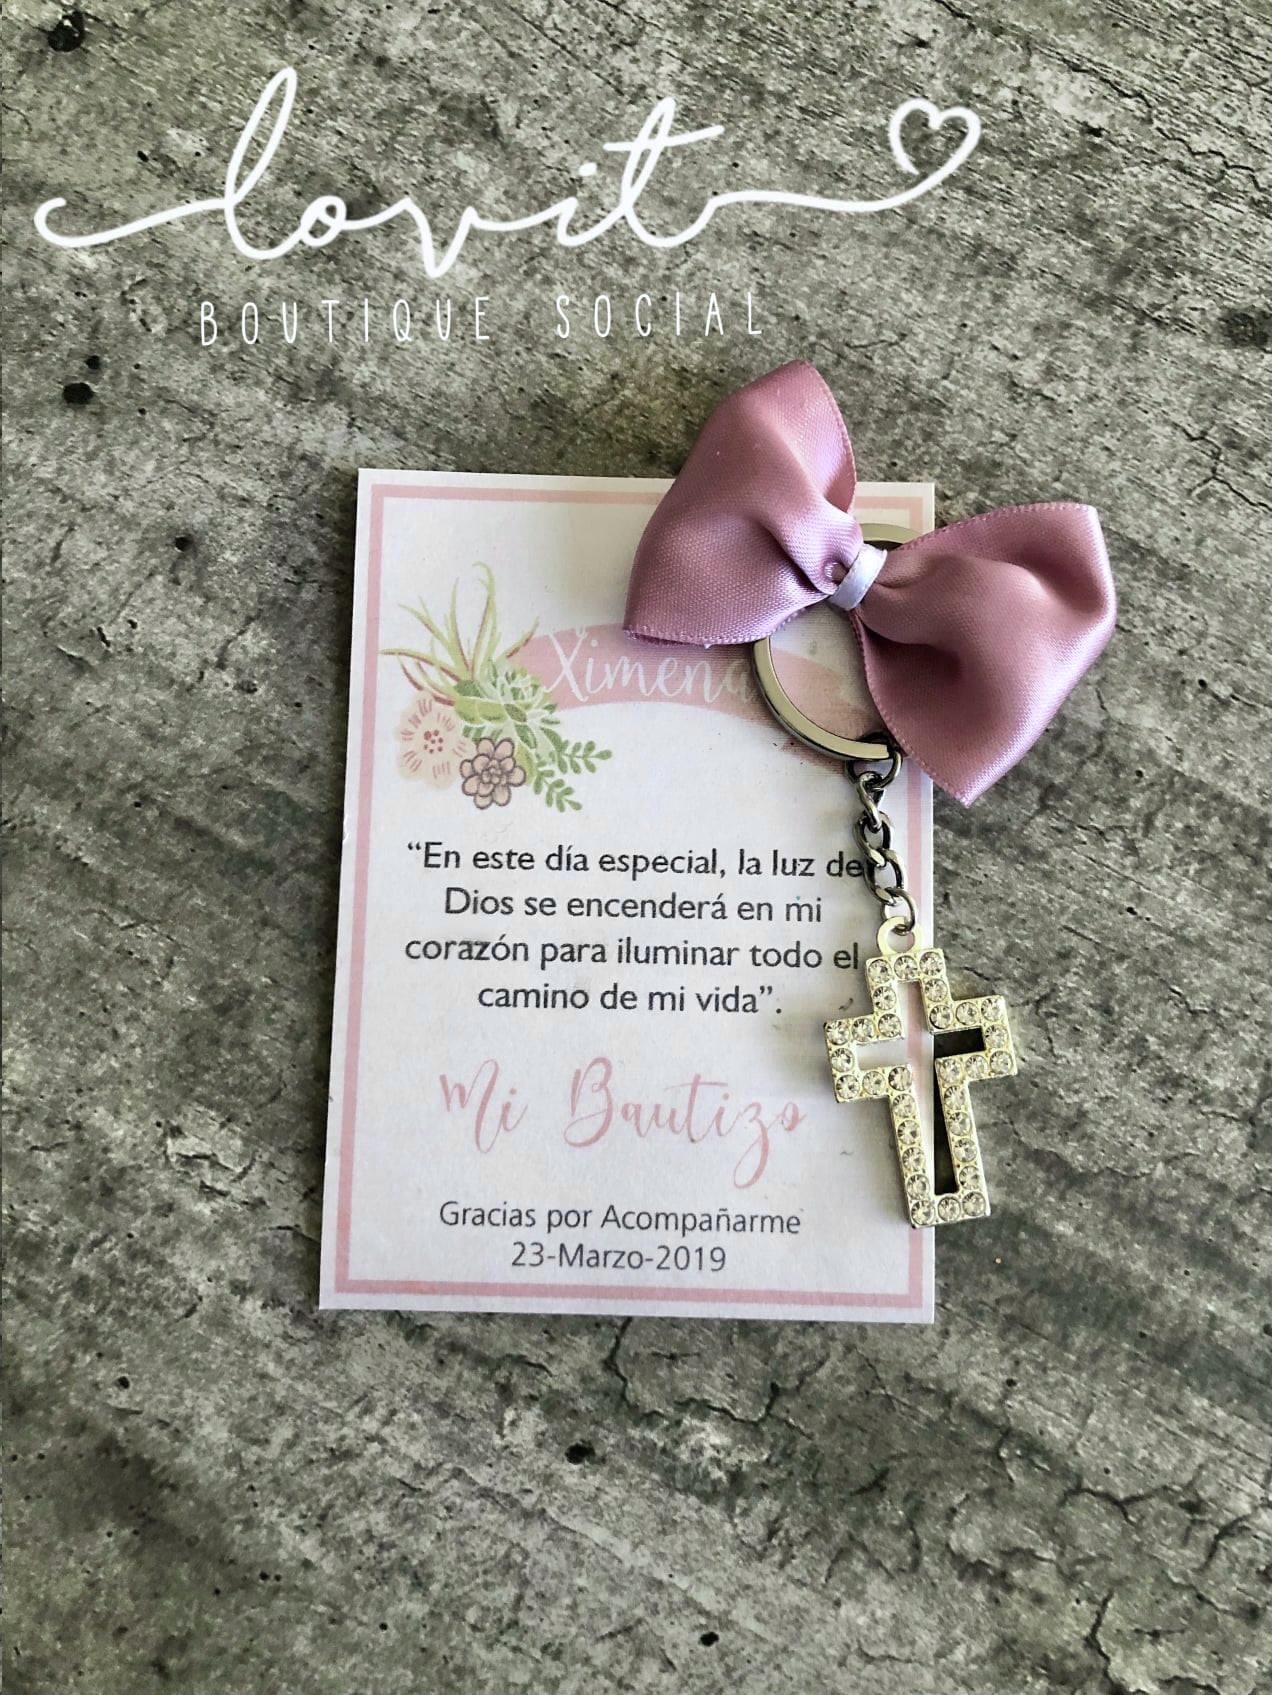 lovit
BOUTIQUE SOCIAL
Ximena
“En este día especial, la luz de
Dios se encenderá en mi
corazón para iluminar todo el
camino de mi vida”.
Mi Bautizo
Gracias por Acompañarme
23-Marzo-2019